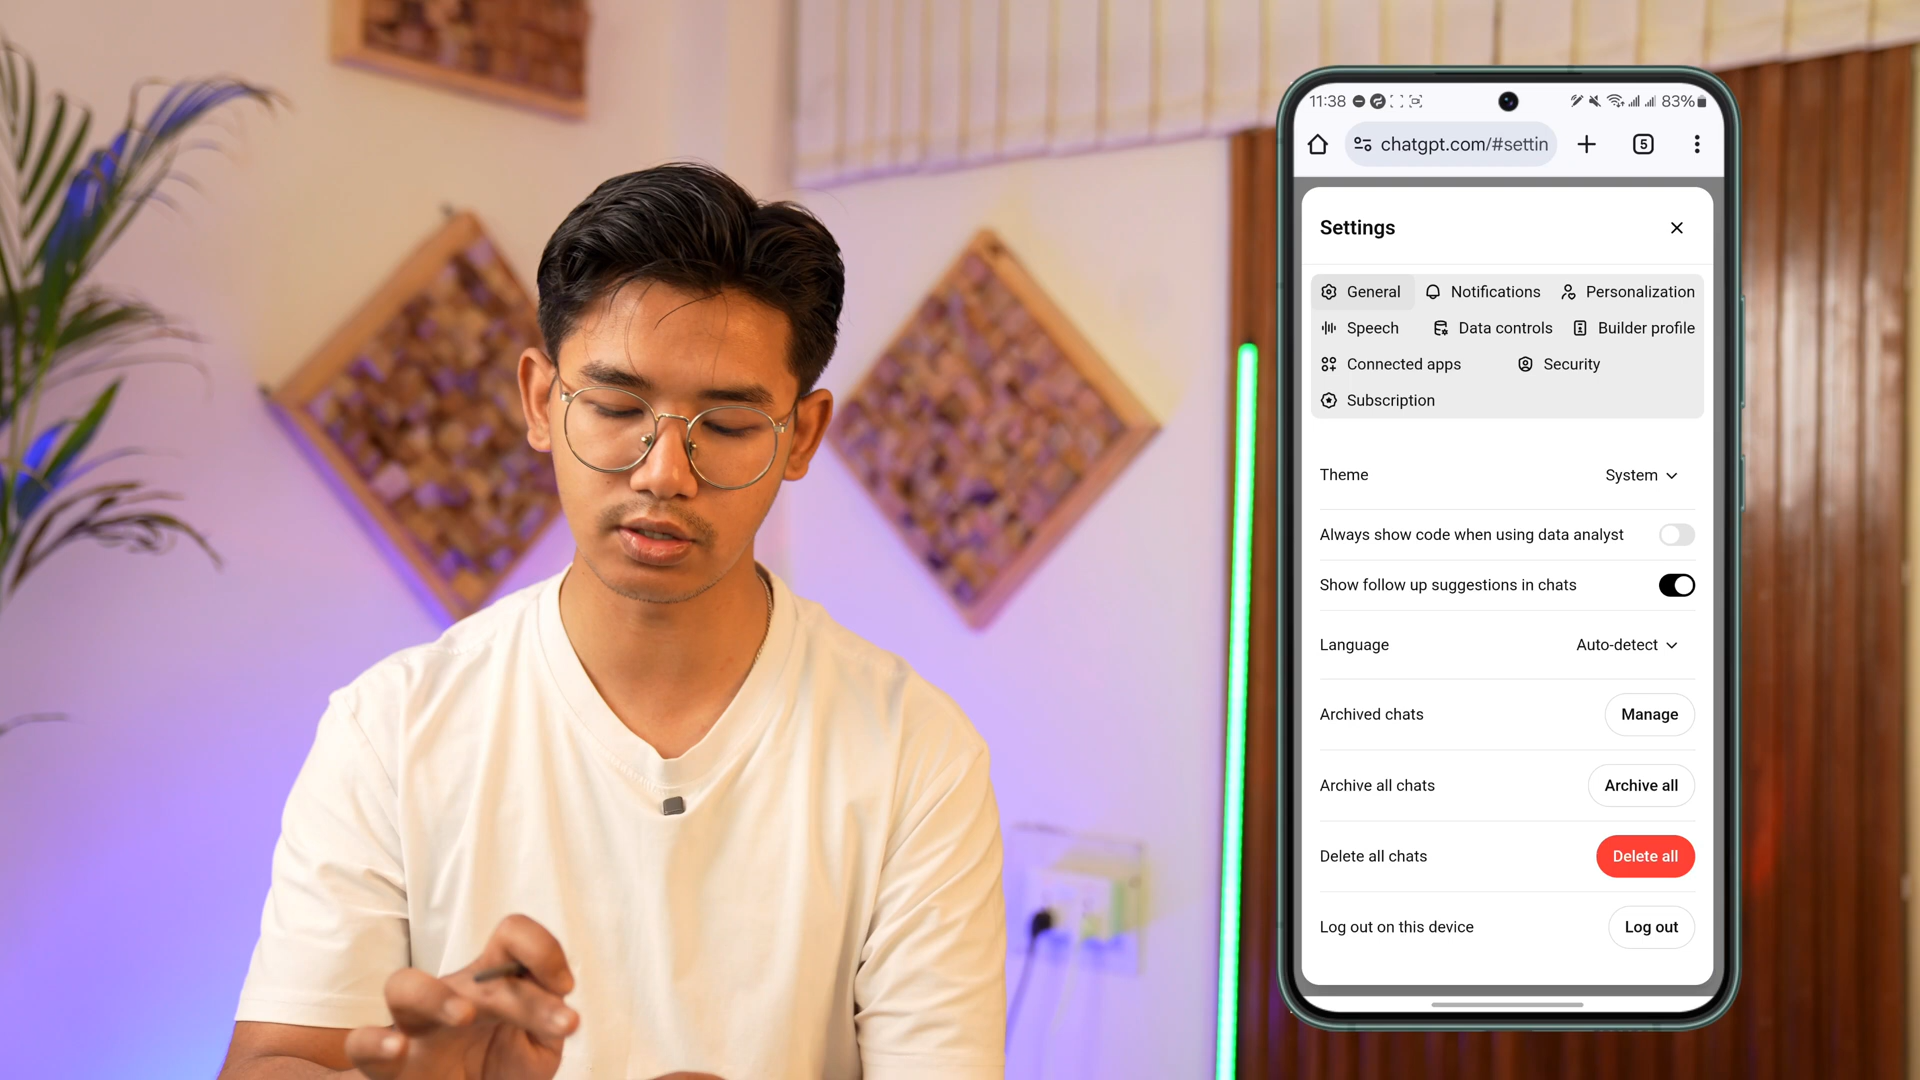 11:38 83%
chatgpt.com/#settin 5
Settings
General Notifications Personalization
Speech Data controls Builder profile
Connected apps Security
Subscription
Theme System
Always show code when using data analyst
Show follow up suggestions in chats
Language Auto-detect
Archived chats Manage
Archive all chats Archive all
Delete all chats Delete all
Log out on this device Log out